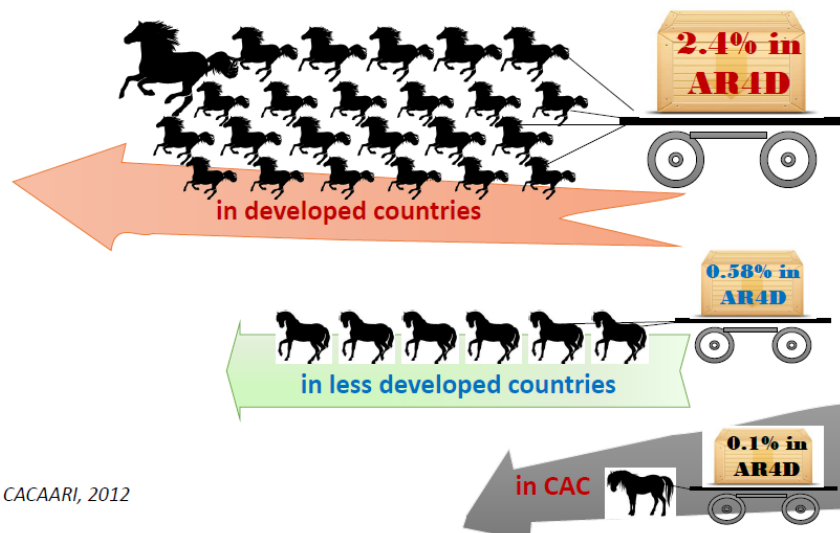 2.4% in
AR4D
in developed countries
0.58% in
AR4D
in less developed countries
0.1% in
AR4D
in CAC
CACAARI, 2012